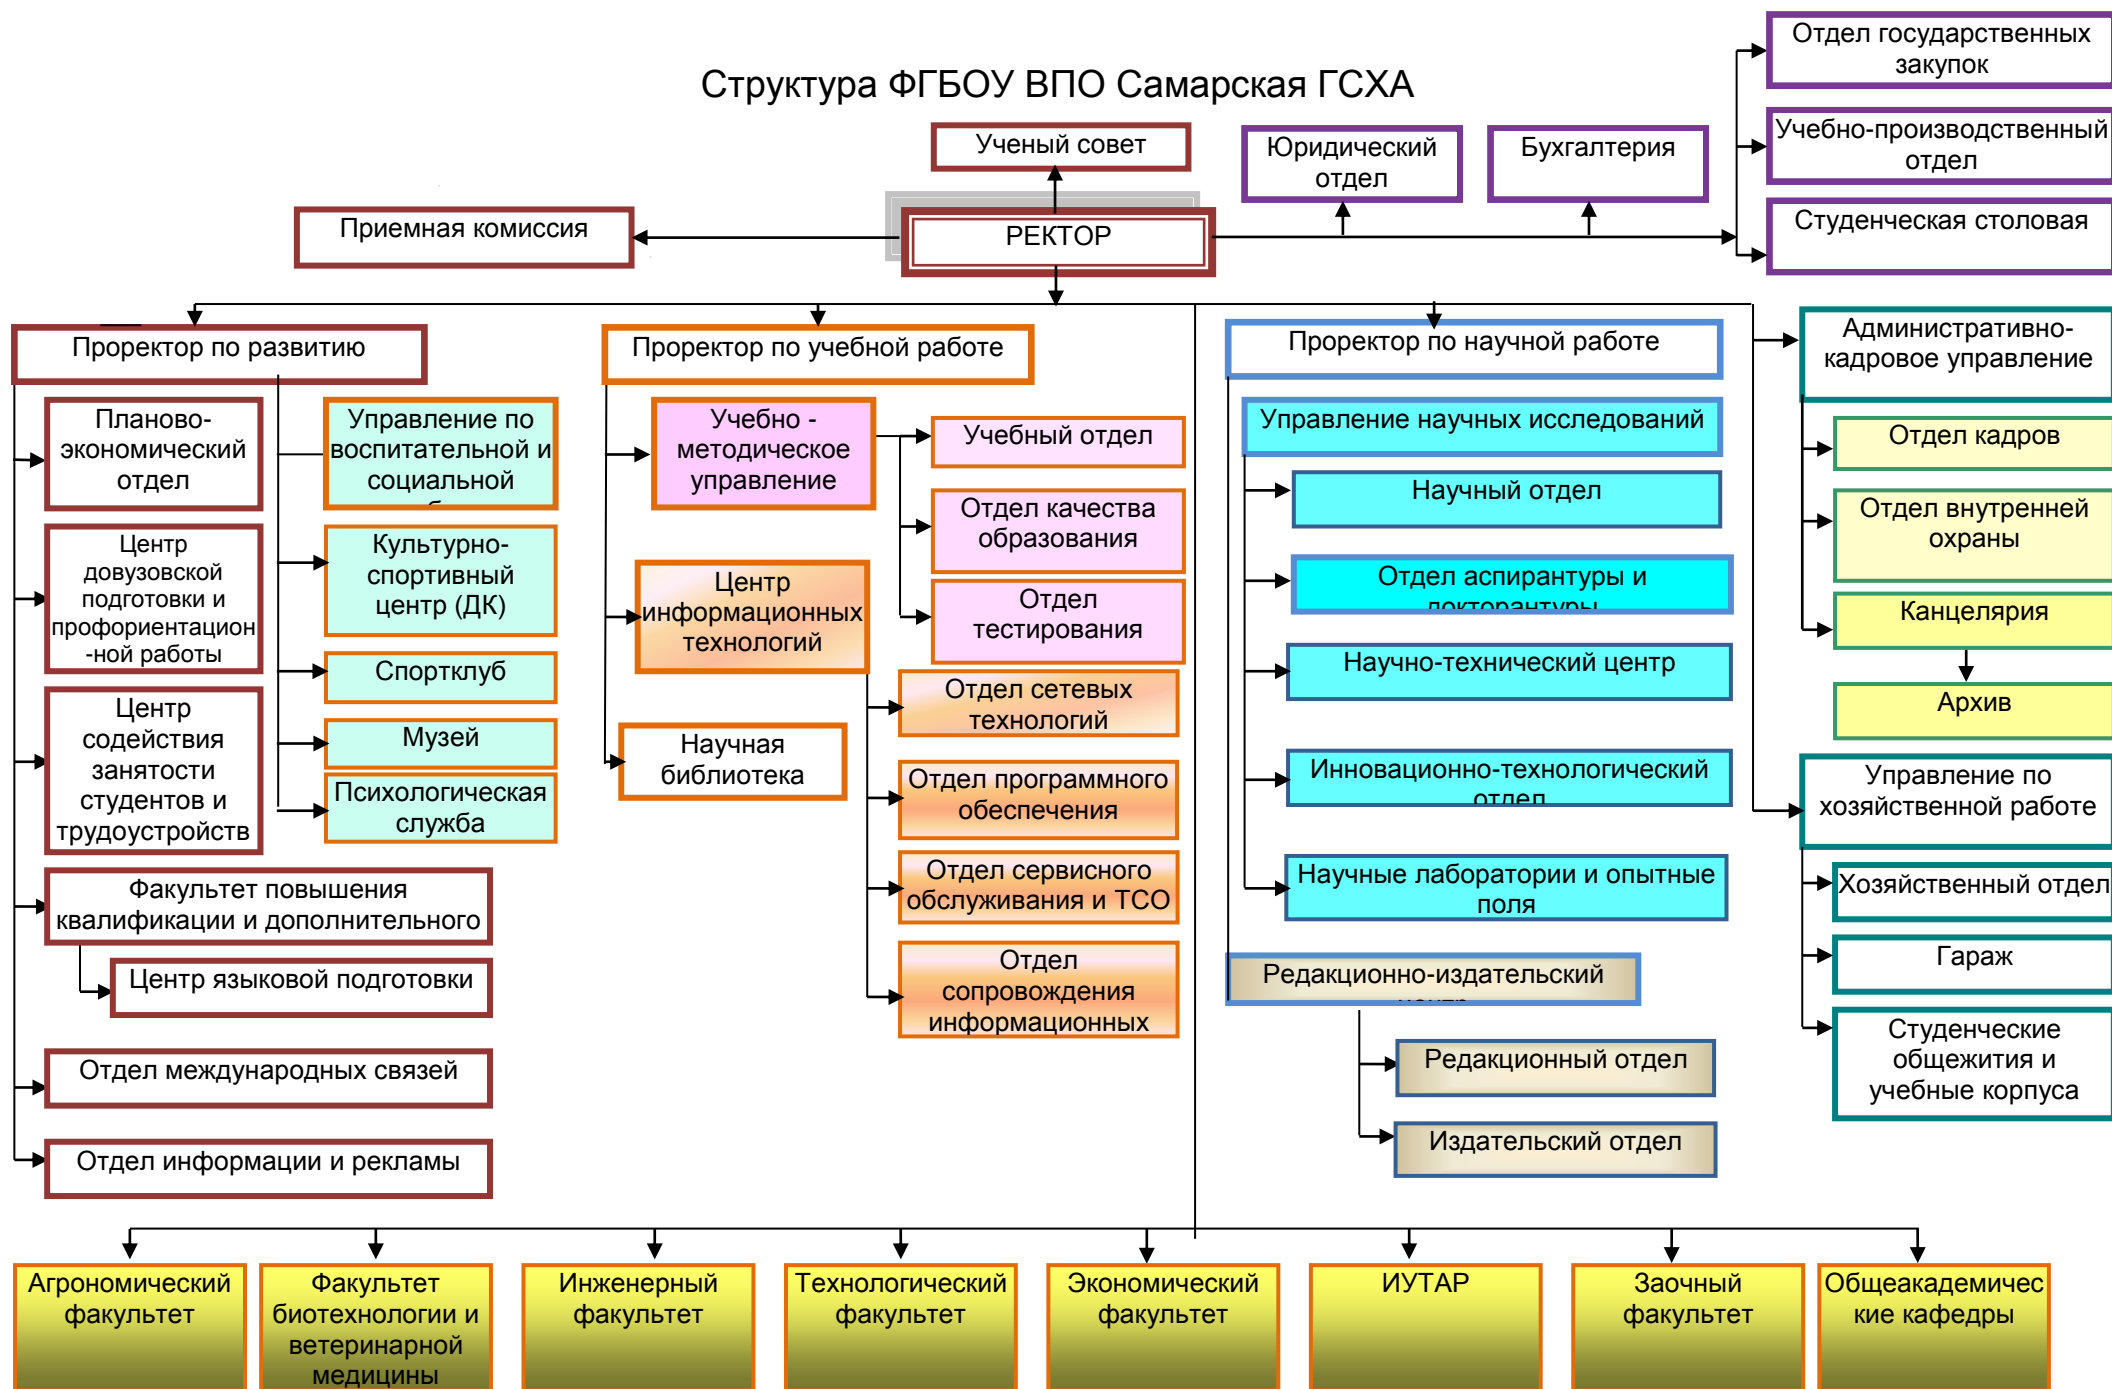 Структура ФГБОУ ВПО Самарская ГСХА
Отдел государственных
закупок
Учебно-производственный
отдел
Студенческая столовая
Ученый совет
Юридический
отдел
Бухгалтерия
Приемная комиссия
РЕКТОР
Проректор по развитию
Планово-
экономический
отдел
Центр
довузовской
подготовки и
профориентацион
-ной работы
Центр
содействия
занятости
студентов и
трудоустройств
Факультет повышения
квалификации и дополнительного
Центр языковой подготовки
Отдел международных связей
Отдел информации и рекламы
Управление по
воспитательной и
социальной
Культурно-
спортивный
центр (ДК)
Спортклуб
Музей
Психологическая
служба
Проректор по учебной работе
Учебно -
методическое
управление
Центр
информационных
технологий
Научная
библиотека
Учебный отдел
Отдел качества
образования
Отдел
тестирования
Отдел сетевых
технологий
Отдел программного
обеспечения
Отдел сервисного
обслуживания и ТСО
Отдел
сопровождения
информационных
Проректор по научной работе
Управление научных исследований
Научный отдел
Отдел аспирантуры и
докторантуры
Научно-технический центр
Инновационно-технологический
отдел
Научные лаборатории и опытные
поля
Редакционно-издательский
Редакционный отдел
Издательский отдел
Административно-
кадровое управление
Отдел кадров
Отдел внутренней
охраны
Канцелярия
Архив
Управление по
хозяйственной работе
Хозяйственный отдел
Гараж
Студенческие
общежития и
учебные корпуса
Агрономический
факультет
Факультет
биотехнологии и
ветеринарной
медицины
Инженерный
факультет
Технологический
факультет
Экономический
факультет
ИУТАР
Заочный
факультет
Общеакадемичес
кие кафедры